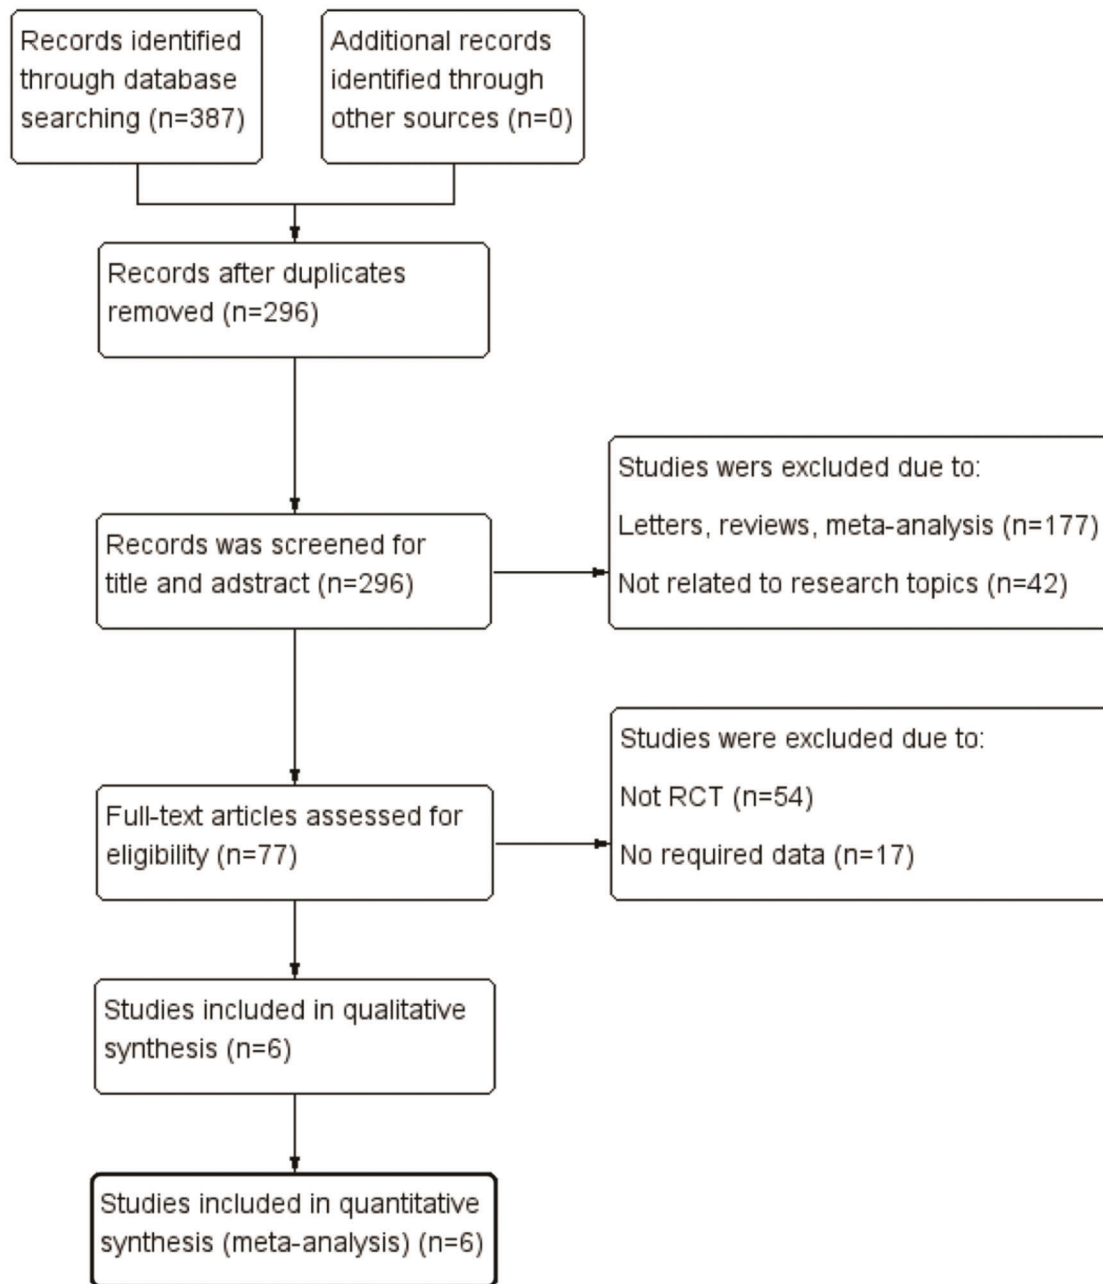 Records identified
through database
searching (n=387)
Additional records
identified through
other sources (n=0)
Records after duplicates
removed (n=296)
Studies wers excluded due to:
Letters, reviews, meta-analysis (n=177)
Not related to research topics (n=42)
Records was screened for
title and adstract (n=296)
Studies were excluded due to:
Not RCT (n=54)
No required data (n=17)
Full-text articles assessed for
eligibility (n=77)
Studies included in qualitative
synthesis (n=6)
Studies included in quantitative
synthesis (meta-analysis) (n=6)